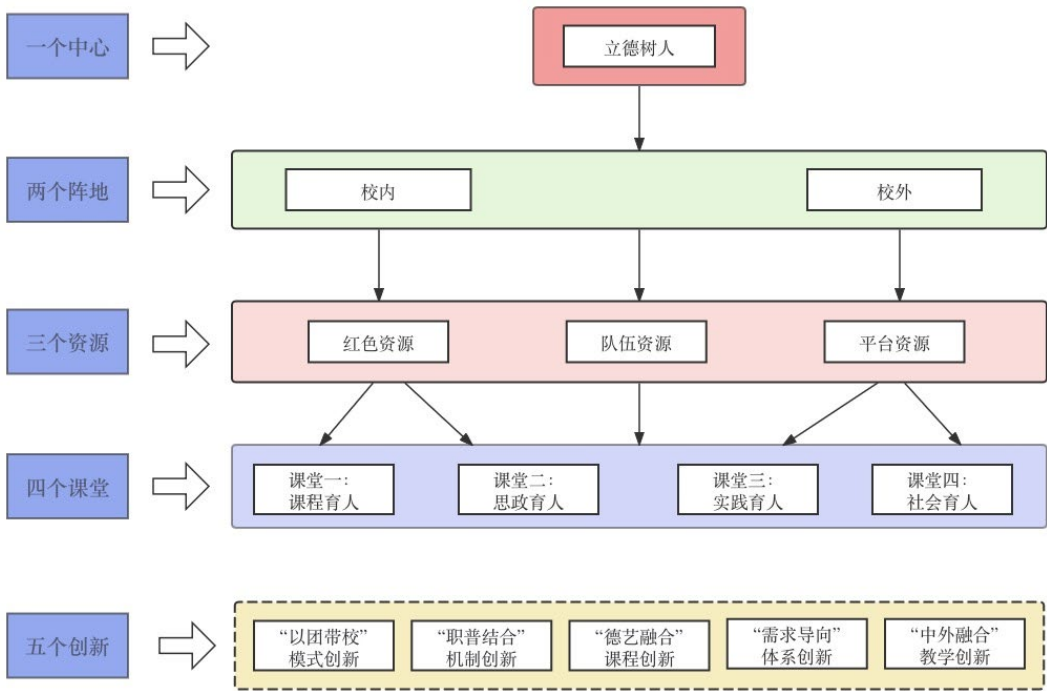 一个中心
立德树人
两个阵地
校内
校外
三个资源
红色资源
队伍资源
平台资源
四个课堂
课堂一：
课程育人
课堂二：
思政育人
课堂三：
实践育人
课堂四：
社会育人
五个创新
“以团带校”
模式创新
“职普结合”
机制创新
“德艺融合”
课程创新
“需求导向”
体系创新
“中外融合”
教学创新